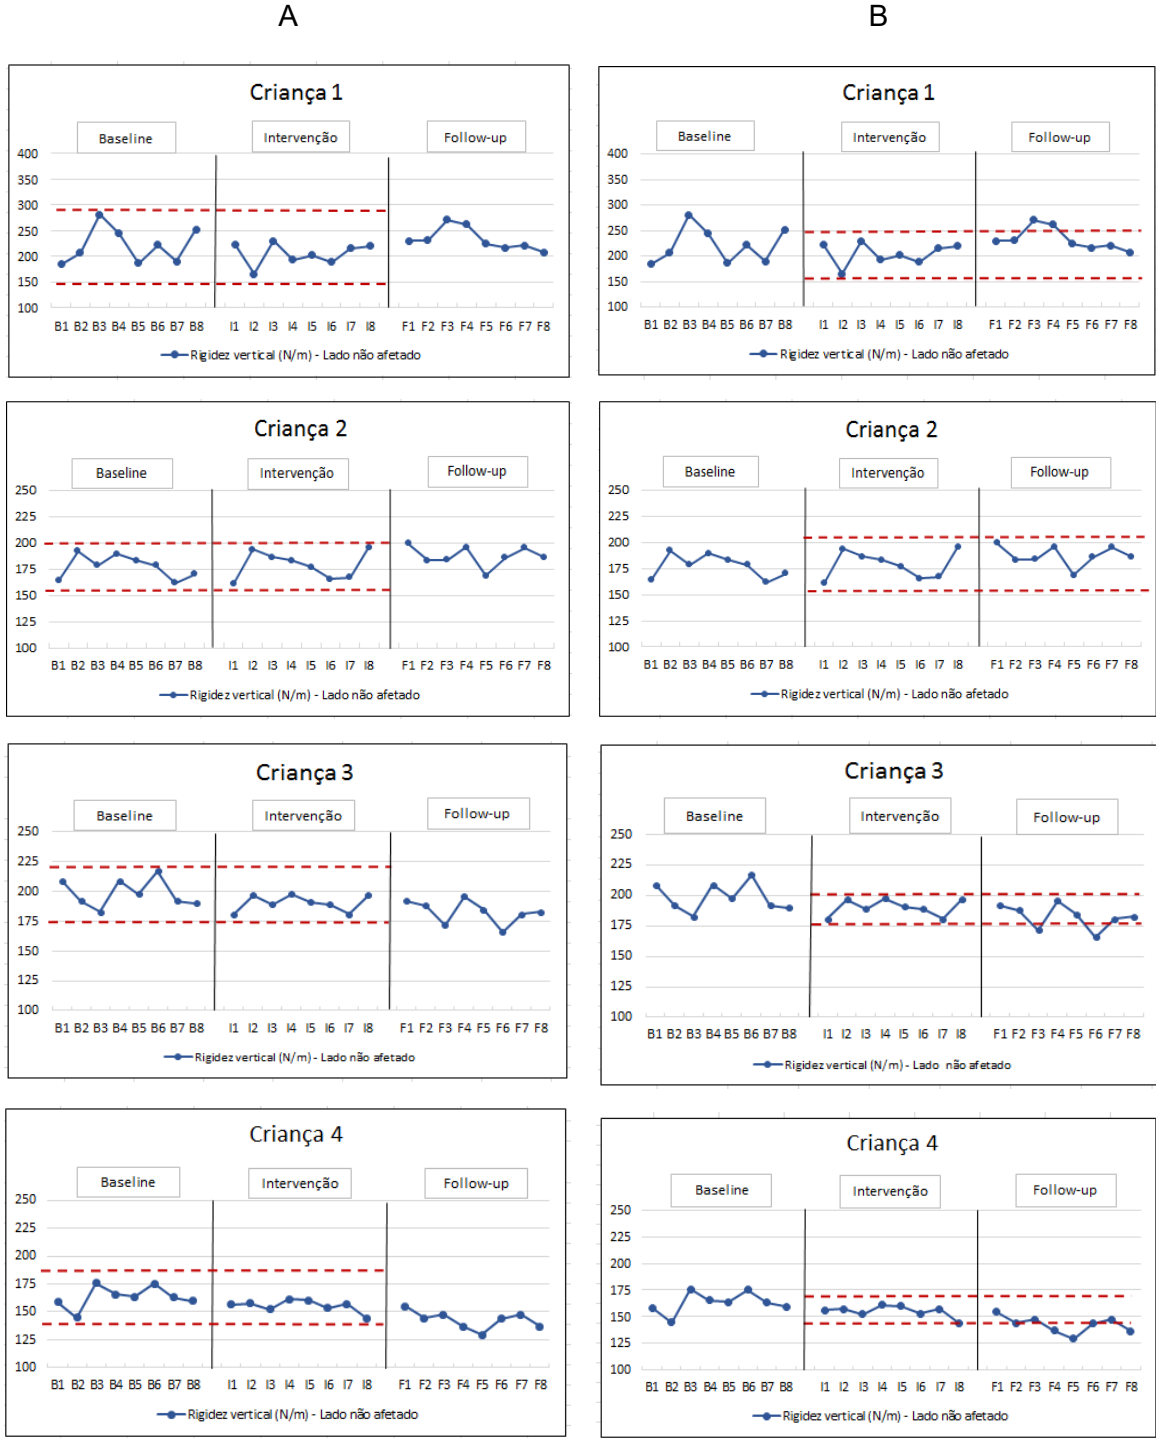 A
B
Criança 1
Baseline
Intervenção
Follow-up
400
350
300
250
200
150
100
B1 B2 B3 B4 B5 B6 B7 B8 I1 I2 I3 I4 I5 I6 I7 I8 F1 F2 F3 F4 F5 F6 F7 F8
Rigidez vertical (N/m) - Lado não afetado
Criança 1
Baseline
Intervenção
Follow-up
400
350
300
250
200
150
100
B1 B2 B3 B4 B5 B6 B7 B8 I1 I2 I3 I4 I5 I6 I7 I8 F1 F2 F3 F4 F5 F6 F7 F8
Rigidez vertical (N/m) - Lado não afetado
Criança 2
Baseline
Intervenção
Follow-up
250
225
200
175
150
125
100
B1 B2 B3 B4 B5 B6 B7 B8 I1 I2 I3 I4 I5 I6 I7 I8 F1 F2 F3 F4 F5 F6 F7 F8
Rigidez vertical (N/m) - Lado não afetado
Criança 2
Baseline
Intervenção
Follow-up
250
225
200
175
150
125
100
B1 B2 B3 B4 B5 B6 B7 B8 I1 I2 I3 I4 I5 I6 I7 I8 F1 F2 F3 F4 F5 F6 F7 F8
Rigidez vertical (N/m) - Lado não afetado
Criança 3
Baseline
Intervenção
Follow-up
250
225
200
175
150
125
100
B1 B2 B3 B4 B5 B6 B7 B8 I1 I2 I3 I4 I5 I6 I7 I8 F1 F2 F3 F4 F5 F6 F7 F8
Rigidez vertical (N/m) - Lado não afetado
Criança 3
Baseline
Intervenção
Follow-up
250
225
200
175
150
125
100
B1 B2 B3 B4 B5 B6 B7 B8 I1 I2 I3 I4 I5 I6 I7 I8 F1 F2 F3 F4 F5 F6 F7 F8
Rigidez vertical (N/m) - Lado não afetado
Criança 4
Baseline
Intervenção
Follow-up
250
225
200
175
150
125
100
B1 B2 B3 B4 B5 B6 B7 B8 I1 I2 I3 I4 I5 I6 I7 I8 F1 F2 F3 F4 F5 F6 F7 F8
Rigidez vertical (N/m) - Lado não afetado
Criança 4
Baseline
Intervenção
Follow-up
250
225
200
175
150
125
100
B1 B2 B3 B4 B5 B6 B7 B8 I1 I2 I3 I4 I5 I6 I7 I8 F1 F2 F3 F4 F5 F6 F7 F8
Rigidez vertical (N/m) - Lado não afetado